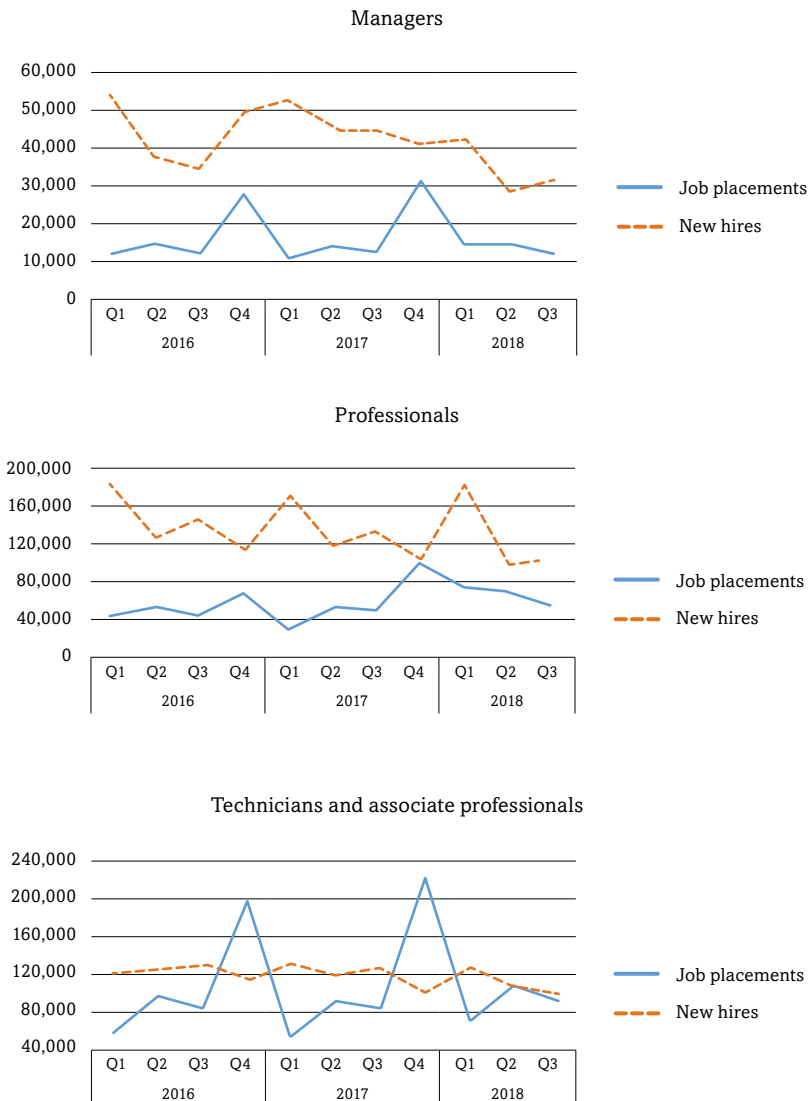 Managers
60,000
50,000
40,000
30,000
20,000
10,000
0
Job placements
New hires
Q1 Q2 Q3 Q4 Q1 Q2 Q3 Q4 Q1 Q2 Q3
2016 2017 2018
Professionals
200,000
160,000
120,000
80,000
40,000
0
Job placements
New hires
Q1 Q2 Q3 Q4 Q1 Q2 Q3 Q4 Q1 Q2 Q3
2016 2017 2018
Technicians and associate professionals
240,000
200,000
160,000
120,000
80,000
40,000
Job placements
New hires
Q1 Q2 Q3 Q4 Q1 Q2 Q3 Q4 Q1 Q2 Q3
2016 2017 2018